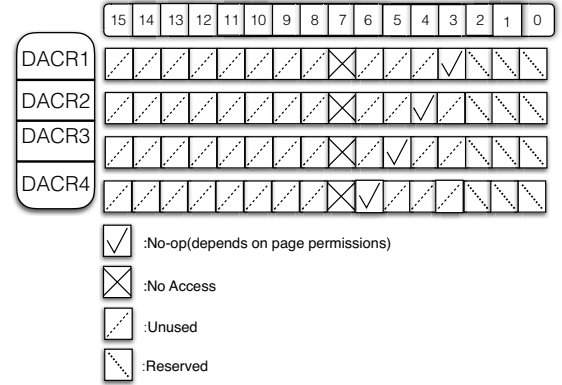 15 14 13 12 11 10 9 8 7 6 5 4 3 2 1 0
DACR1
DACR2
DACR3
DACR4
:No-op(depends on page permissions)
:No Access
:Unused
:Reserved